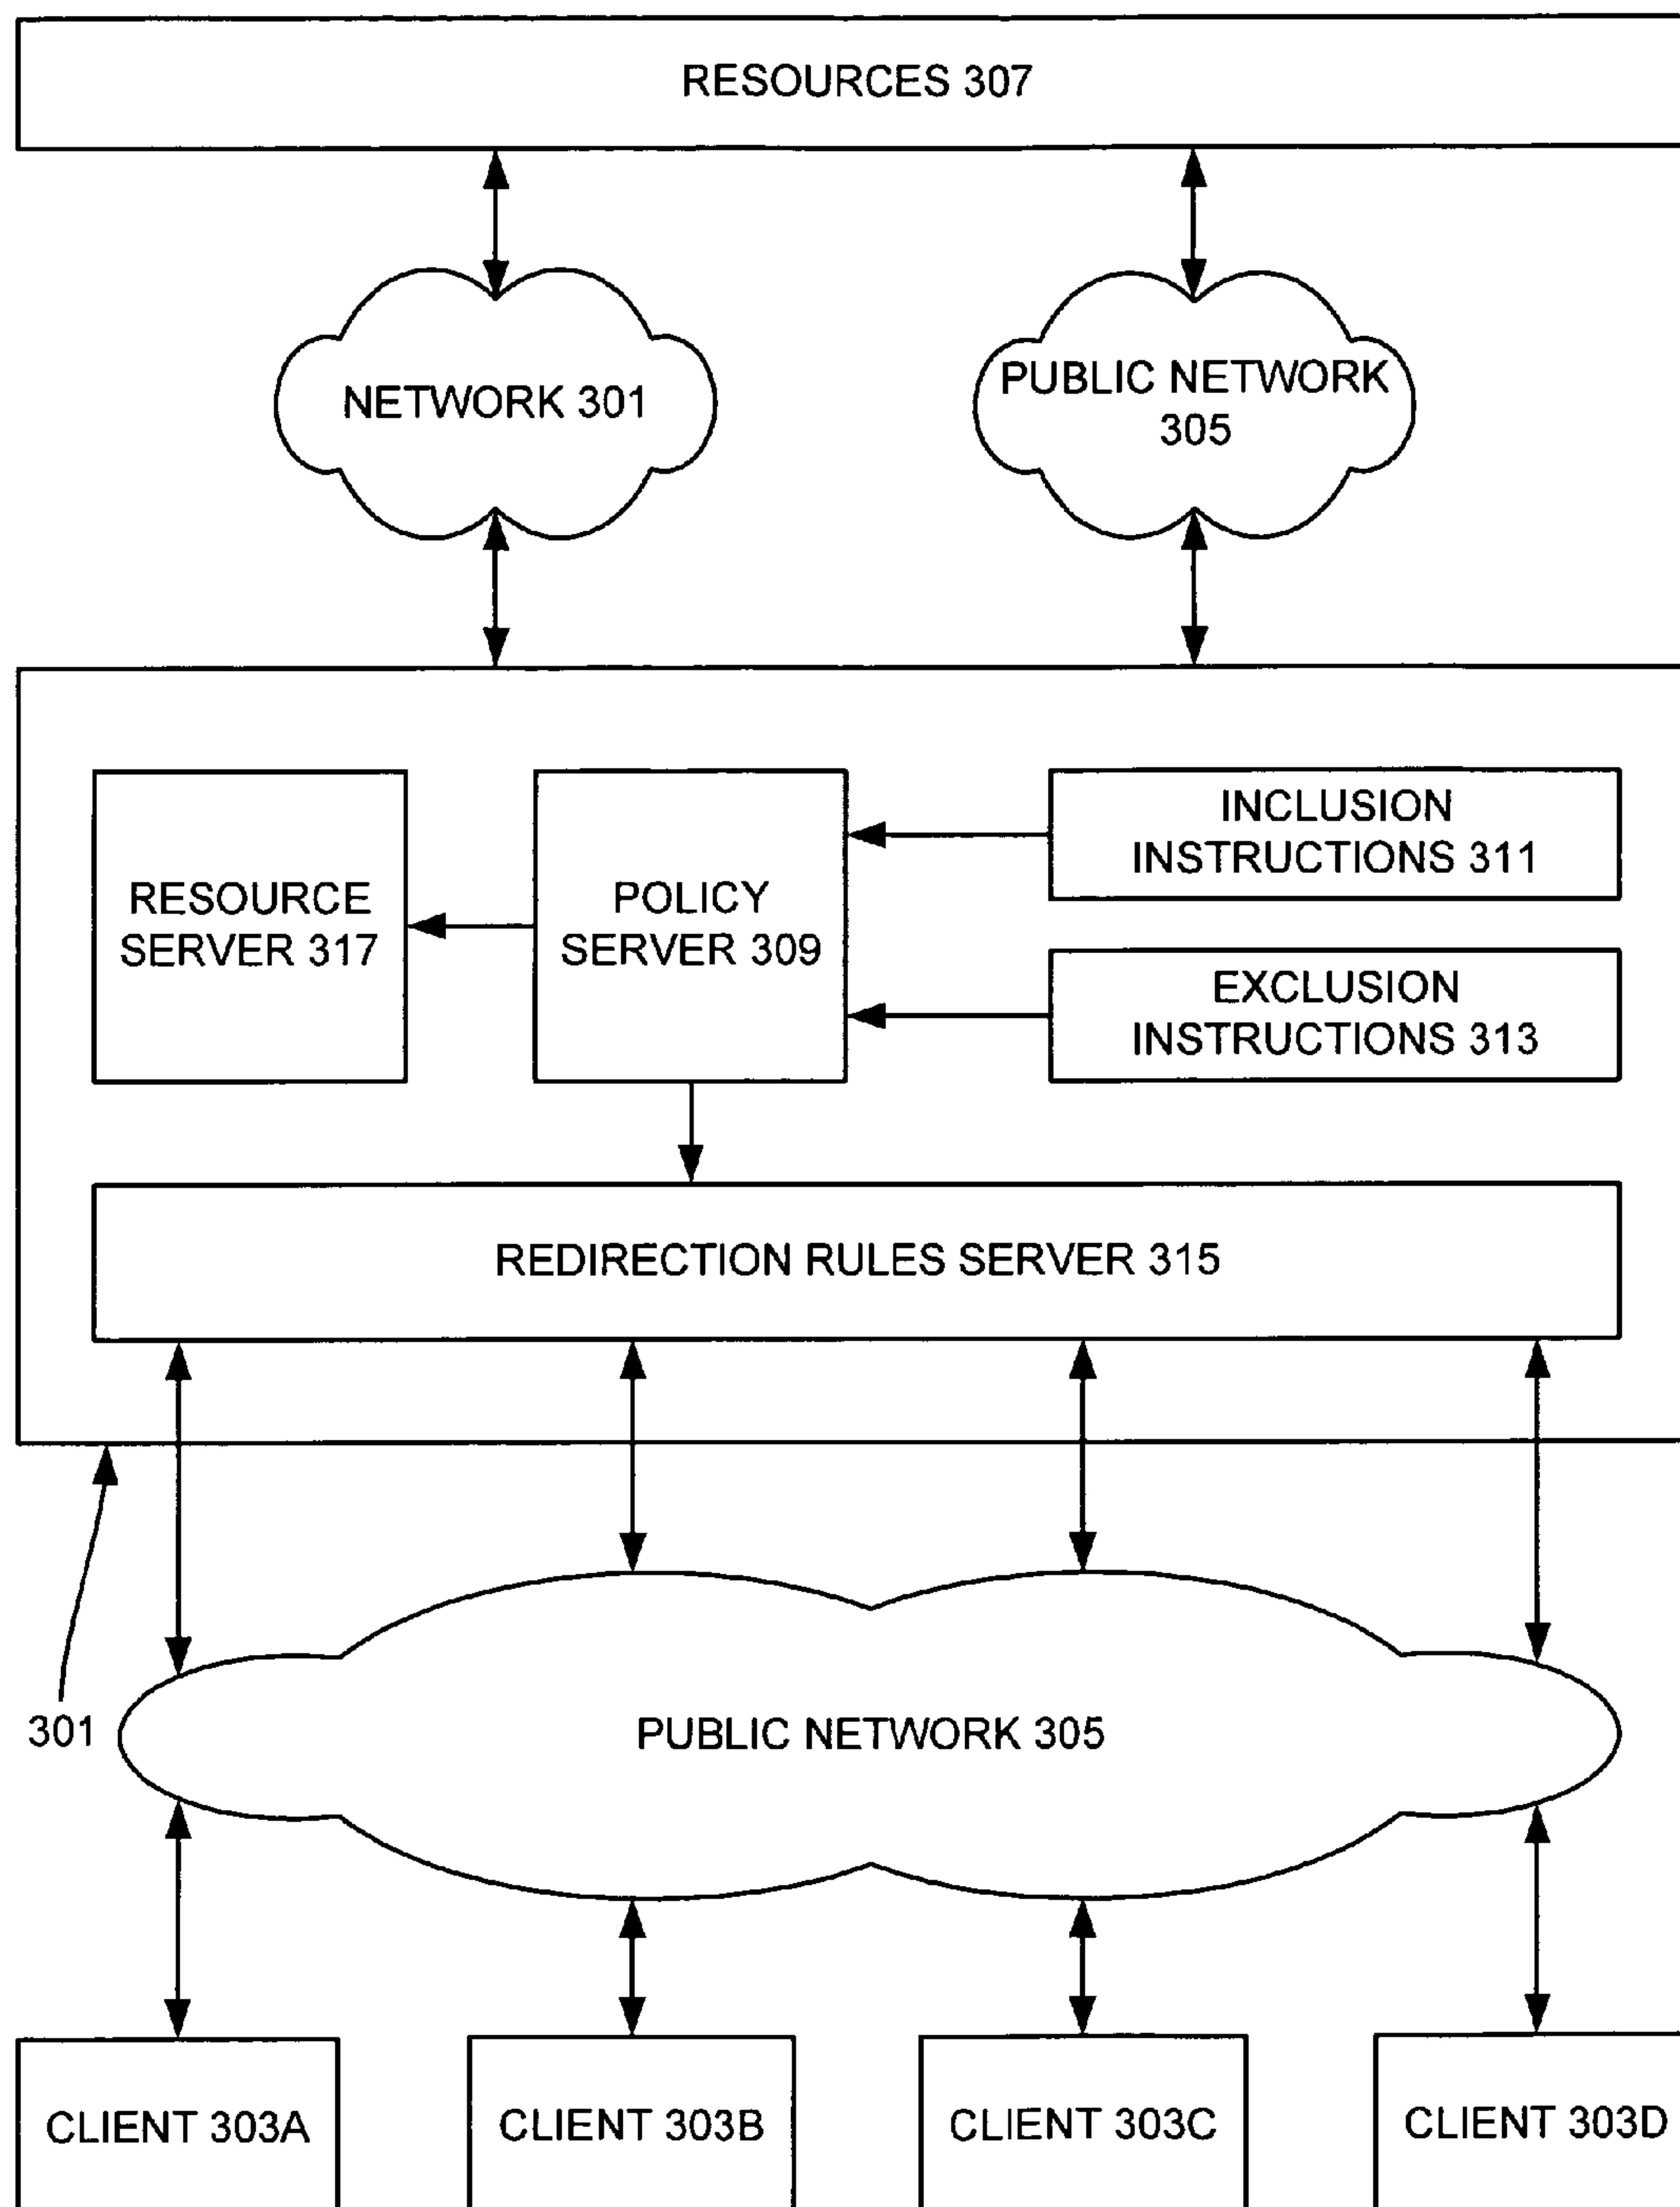 RESOURCES 307
NETWORK 301
PUBLIC NETWORK
305
RESOURCE
SERVER 317
POLICY
SERVER 309
INCLUSION
INSTRUCTIONS 311
EXCLUSION
INSTRUCTIONS 313
REDIRECTION RULES SERVER 315
301
PUBLIC NETWORK 305
CLIENT 303A
CLIENT 303B
CLIENT 303C
CLIENT 303D